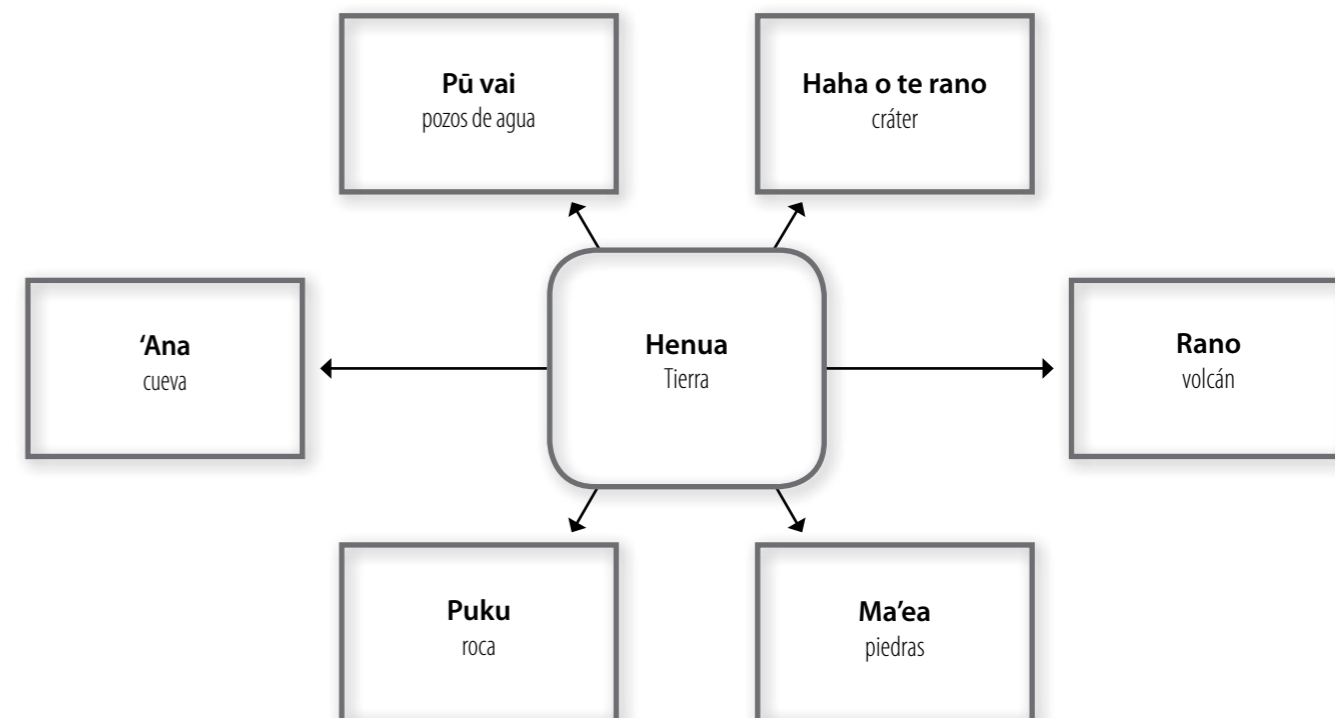 Pū vai
pozos de agua
Haha o te rano
cráter
‘Ana
cueva
Henua
Tierra
Rano
volcán
Puku
roca
Ma’ea
piedras